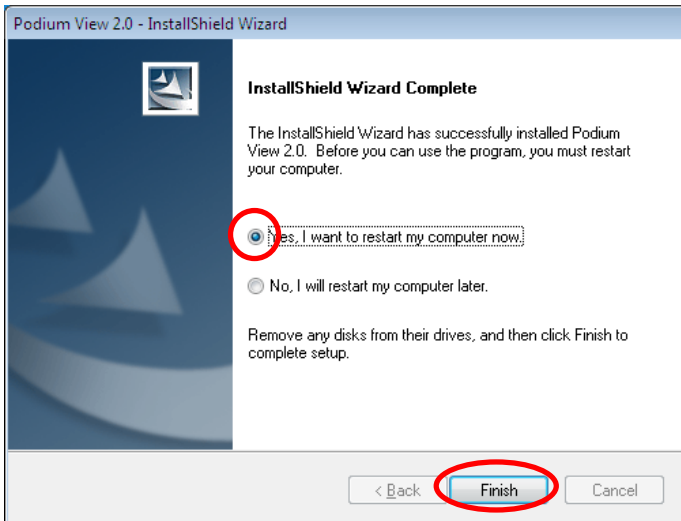 Podium View 2.0 - InstallShield Wizard
InstallShield Wizard Complete
The InstallShield Wizard has successfully installed Podium
View 2.0. Before you can use the program, you must restart
your computer.
Yes, I want to restart my computer now.
No, I will restart my computer later.
Remove any disks from their drives, and then click Finish to
complete setup.
< Back
Finish
Cancel